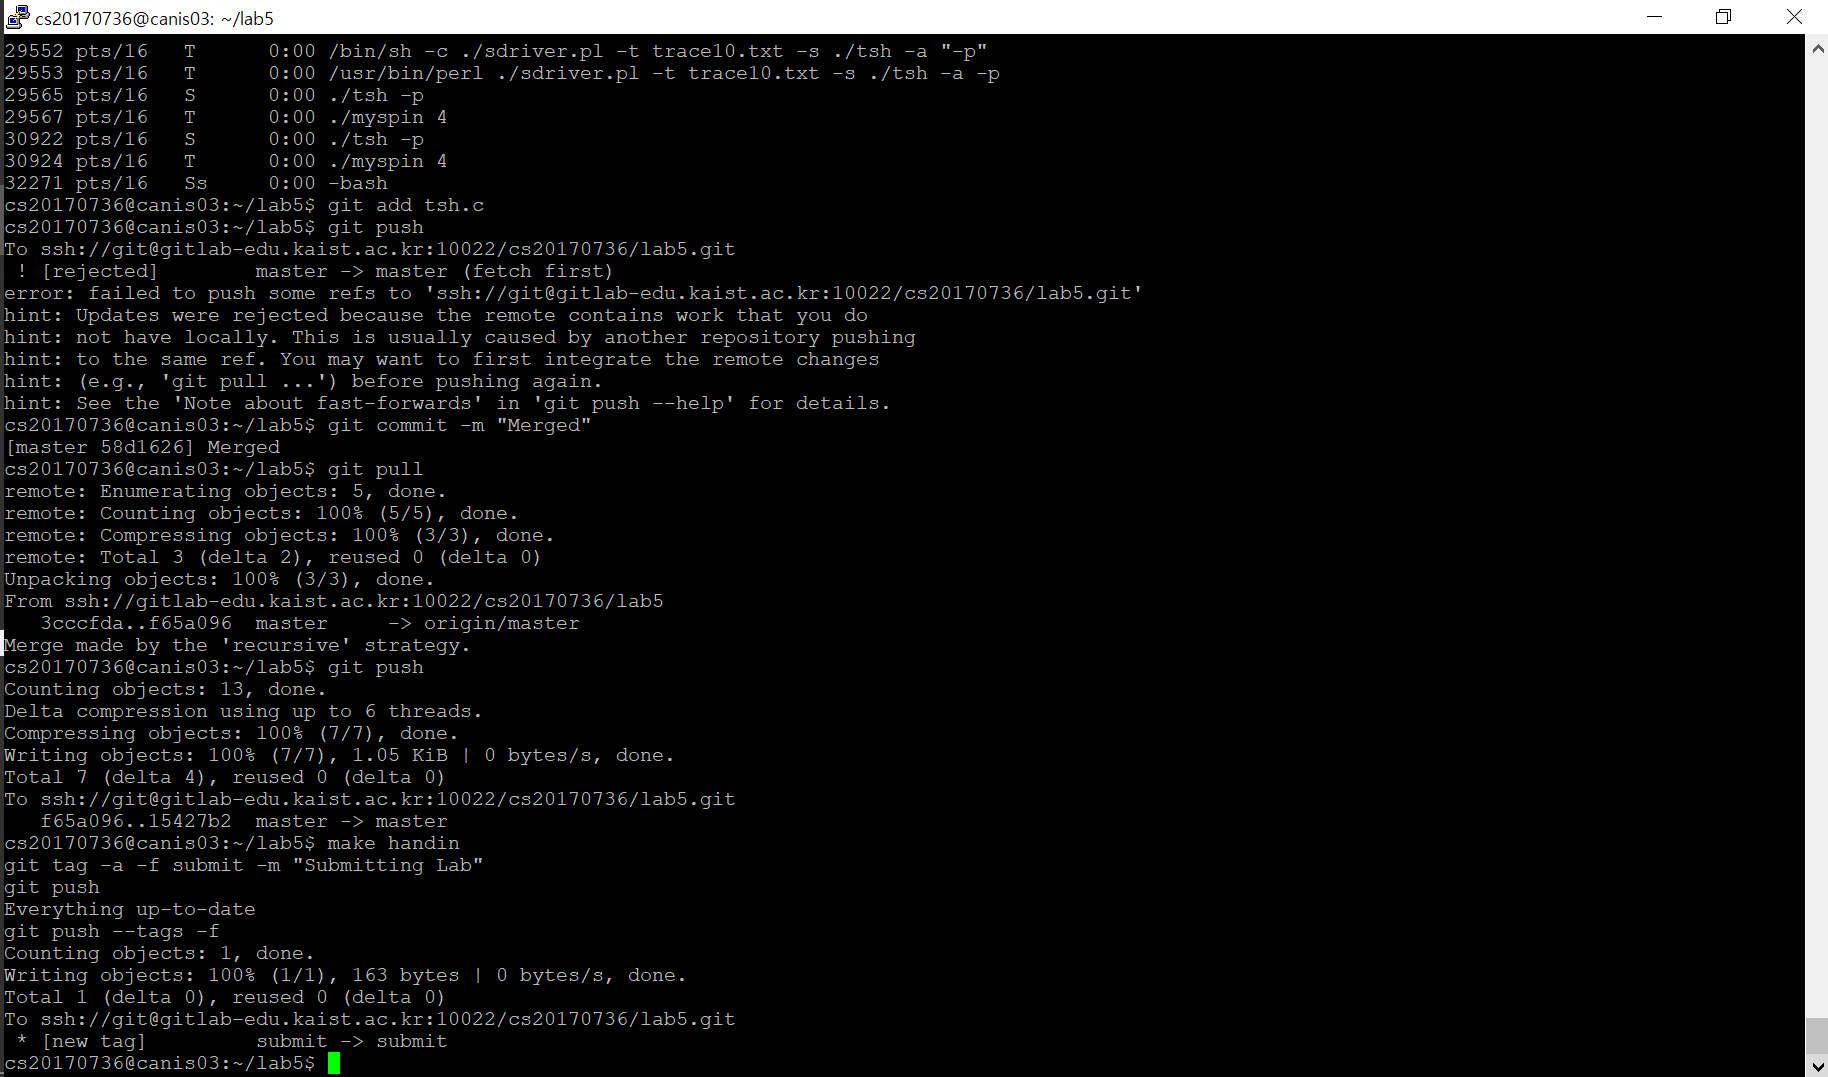 cs20170736@canis03: ~/lab5
29552 pts/16   T      0:00 /bin/sh -c ./sdriver.pl -t trace10.txt -s ./tsh -a "-p"
29553 pts/16   T      0:00 /usr/bin/perl ./sdriver.pl -t trace10.txt -s ./tsh -a -p
29565 pts/16   S      0:00 ./tsh -p
29567 pts/16   T      0:00 ./myspin 4
30922 pts/16   S      0:00 ./tsh -p
30924 pts/16   T      0:00 ./myspin 4
32271 pts/16   Ss     0:00 -bash
cs20170736@canis03:~/lab5$ git add tsh.c
cs20170736@canis03:~/lab5$ git push
To ssh://git@gitlab-edu.kaist.ac.kr:10022/cs20170736/lab5.git
 ! [rejected]        master -> master (fetch first)
error: failed to push some refs to 'ssh://git@gitlab-edu.kaist.ac.kr:10022/cs20170736/lab5.git'
hint: Updates were rejected because the remote contains work that you do
hint: not have locally. This is usually caused by another repository pushing
hint: to the same ref. You may want to first integrate the remote changes
hint: (e.g., 'git pull ...') before pushing again.
hint: See the 'Note about fast-forwards' in 'git push --help' for details.
cs20170736@canis03:~/lab5$ git commit -m "Merged"
[master 58d1626] Merged
cs20170736@canis03:~/lab5$ git pull
remote: Enumerating objects: 5, done.
remote: Counting objects: 100% (5/5), done.
remote: Compressing objects: 100% (3/3), done.
remote: Total 3 (delta 2), reused 0 (delta 0)
Unpacking objects: 100% (3/3), done.
From ssh://gitlab-edu.kaist.ac.kr:10022/cs20170736/lab5
   3cccfda..f65a096  master     -> origin/master
Merge made by the 'recursive' strategy.
cs20170736@canis03:~/lab5$ git push
Counting objects: 13, done.
Delta compression using up to 6 threads.
Compressing objects: 100% (7/7), done.
Writing objects: 100% (7/7), 1.05 KiB | 0 bytes/s, done.
Total 7 (delta 4), reused 0 (delta 0)
To ssh://git@gitlab-edu.kaist.ac.kr:10022/cs20170736/lab5.git
   f65a096..15427b2  master -> master
cs20170736@canis03:~/lab5$ make handin
git tag -a -f submit -m "Submitting Lab"
git push
Everything up-to-date
git push --tags -f
Counting objects: 1, done.
Writing objects: 100% (1/1), 163 bytes | 0 bytes/s, done.
Total 1 (delta 0), reused 0 (delta 0)
To ssh://git@gitlab-edu.kaist.ac.kr:10022/cs20170736/lab5.git
 * [new tag]         submit -> submit
cs20170736@canis03:~/lab5$